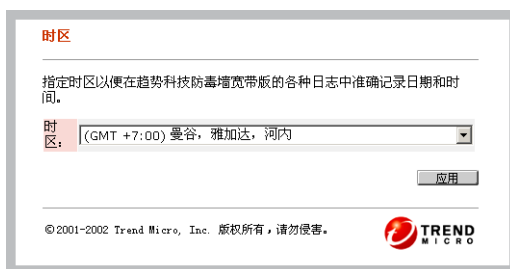 时区
指定时区以便在趋势科技防毒墙宽带版的各种日志中准确记录日期和时
间。
时
区：
(GMT +7:00) 曼谷，雅加达，河内
应用
©2001-2002 Trend Micro, Inc. 版权所有，请勿侵害。
TREND
MICRO